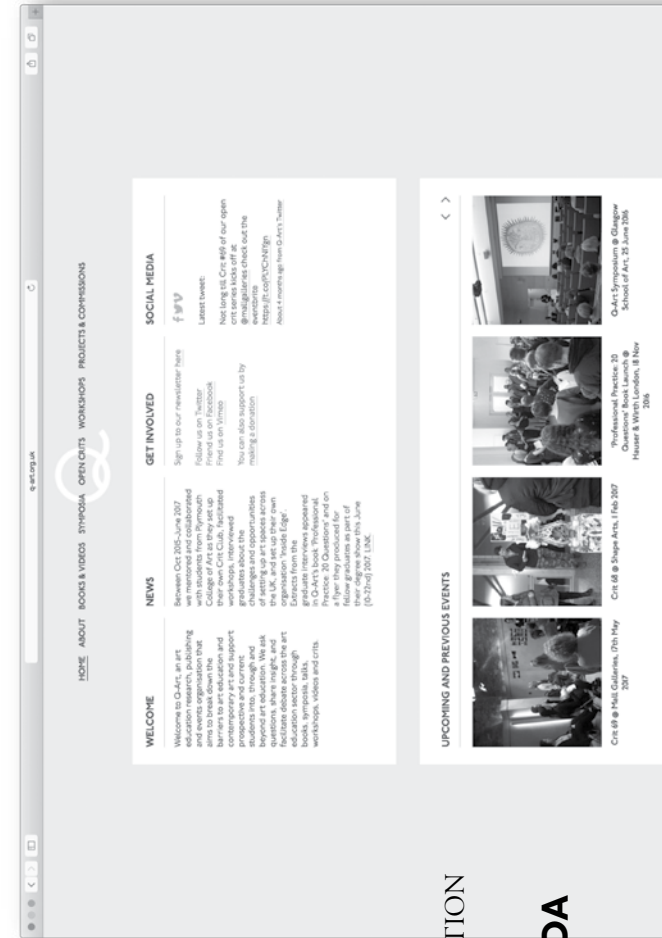 q-art.org.uk
HOME ABOUT BOOKS & VIDEOS SYMPOSIA OPEN CRITS WORKSHOPS PROJECTS & COMMISSIONS
WELCOME
Welcome to Q-Art, an art
education research, publishing
and events organisation that
aims to break down the
barriers to art education and
contemporary art and support
prospective and current
students into, through and
beyond art education. We ask
questions, share insight, and
facilitate debate across the art
education sector through
books, symposia, talks,
workshops, videos and crits.
NEWS
Between Oct 2015-June 2017
we mentored and collaborated
with students from Plymouth
College of Art as they set up
their own Crit Club, facilitated
workshops, interviewed
graduates about the
challenges and opportunities
of setting up art spaces across
the UK, and set up their own
organisation 'Inside Edge'.
Extracts from the
graduate interviews appeared
in Q-Art's book 'Professional
Practice: 20 Questions' and on
a flyer they produced for
fellow graduates as part of
their degree show this June
(10-22nd) 2017. LINK.
GET INVOLVED
Sign up to our newsletter here
Follow us on Twitter
Friend us on Facebook
Find us on Vimeo
You can also support us by
making a donation
SOCIAL MEDIA
Latest tweet:
Not long till Crit #69 of our open
crit series kicks off at
@mallgalleries check out the
eventbrite
About 4 months ago from Q-Art's Twitter
UPCOMING AND PREVIOUS EVENTS
Crit 69 @ Mall Galleries, 17th May
2017
Crit 68 @ Shape Arts, 1 Feb 2017
'Professional Practice: 20
Questions' Book Launch @
Hauser & Wirth London, 18 Nov
2016
Q-Art Symposium @ Glasgow
School of Art, 25 June 2016
TION
DA